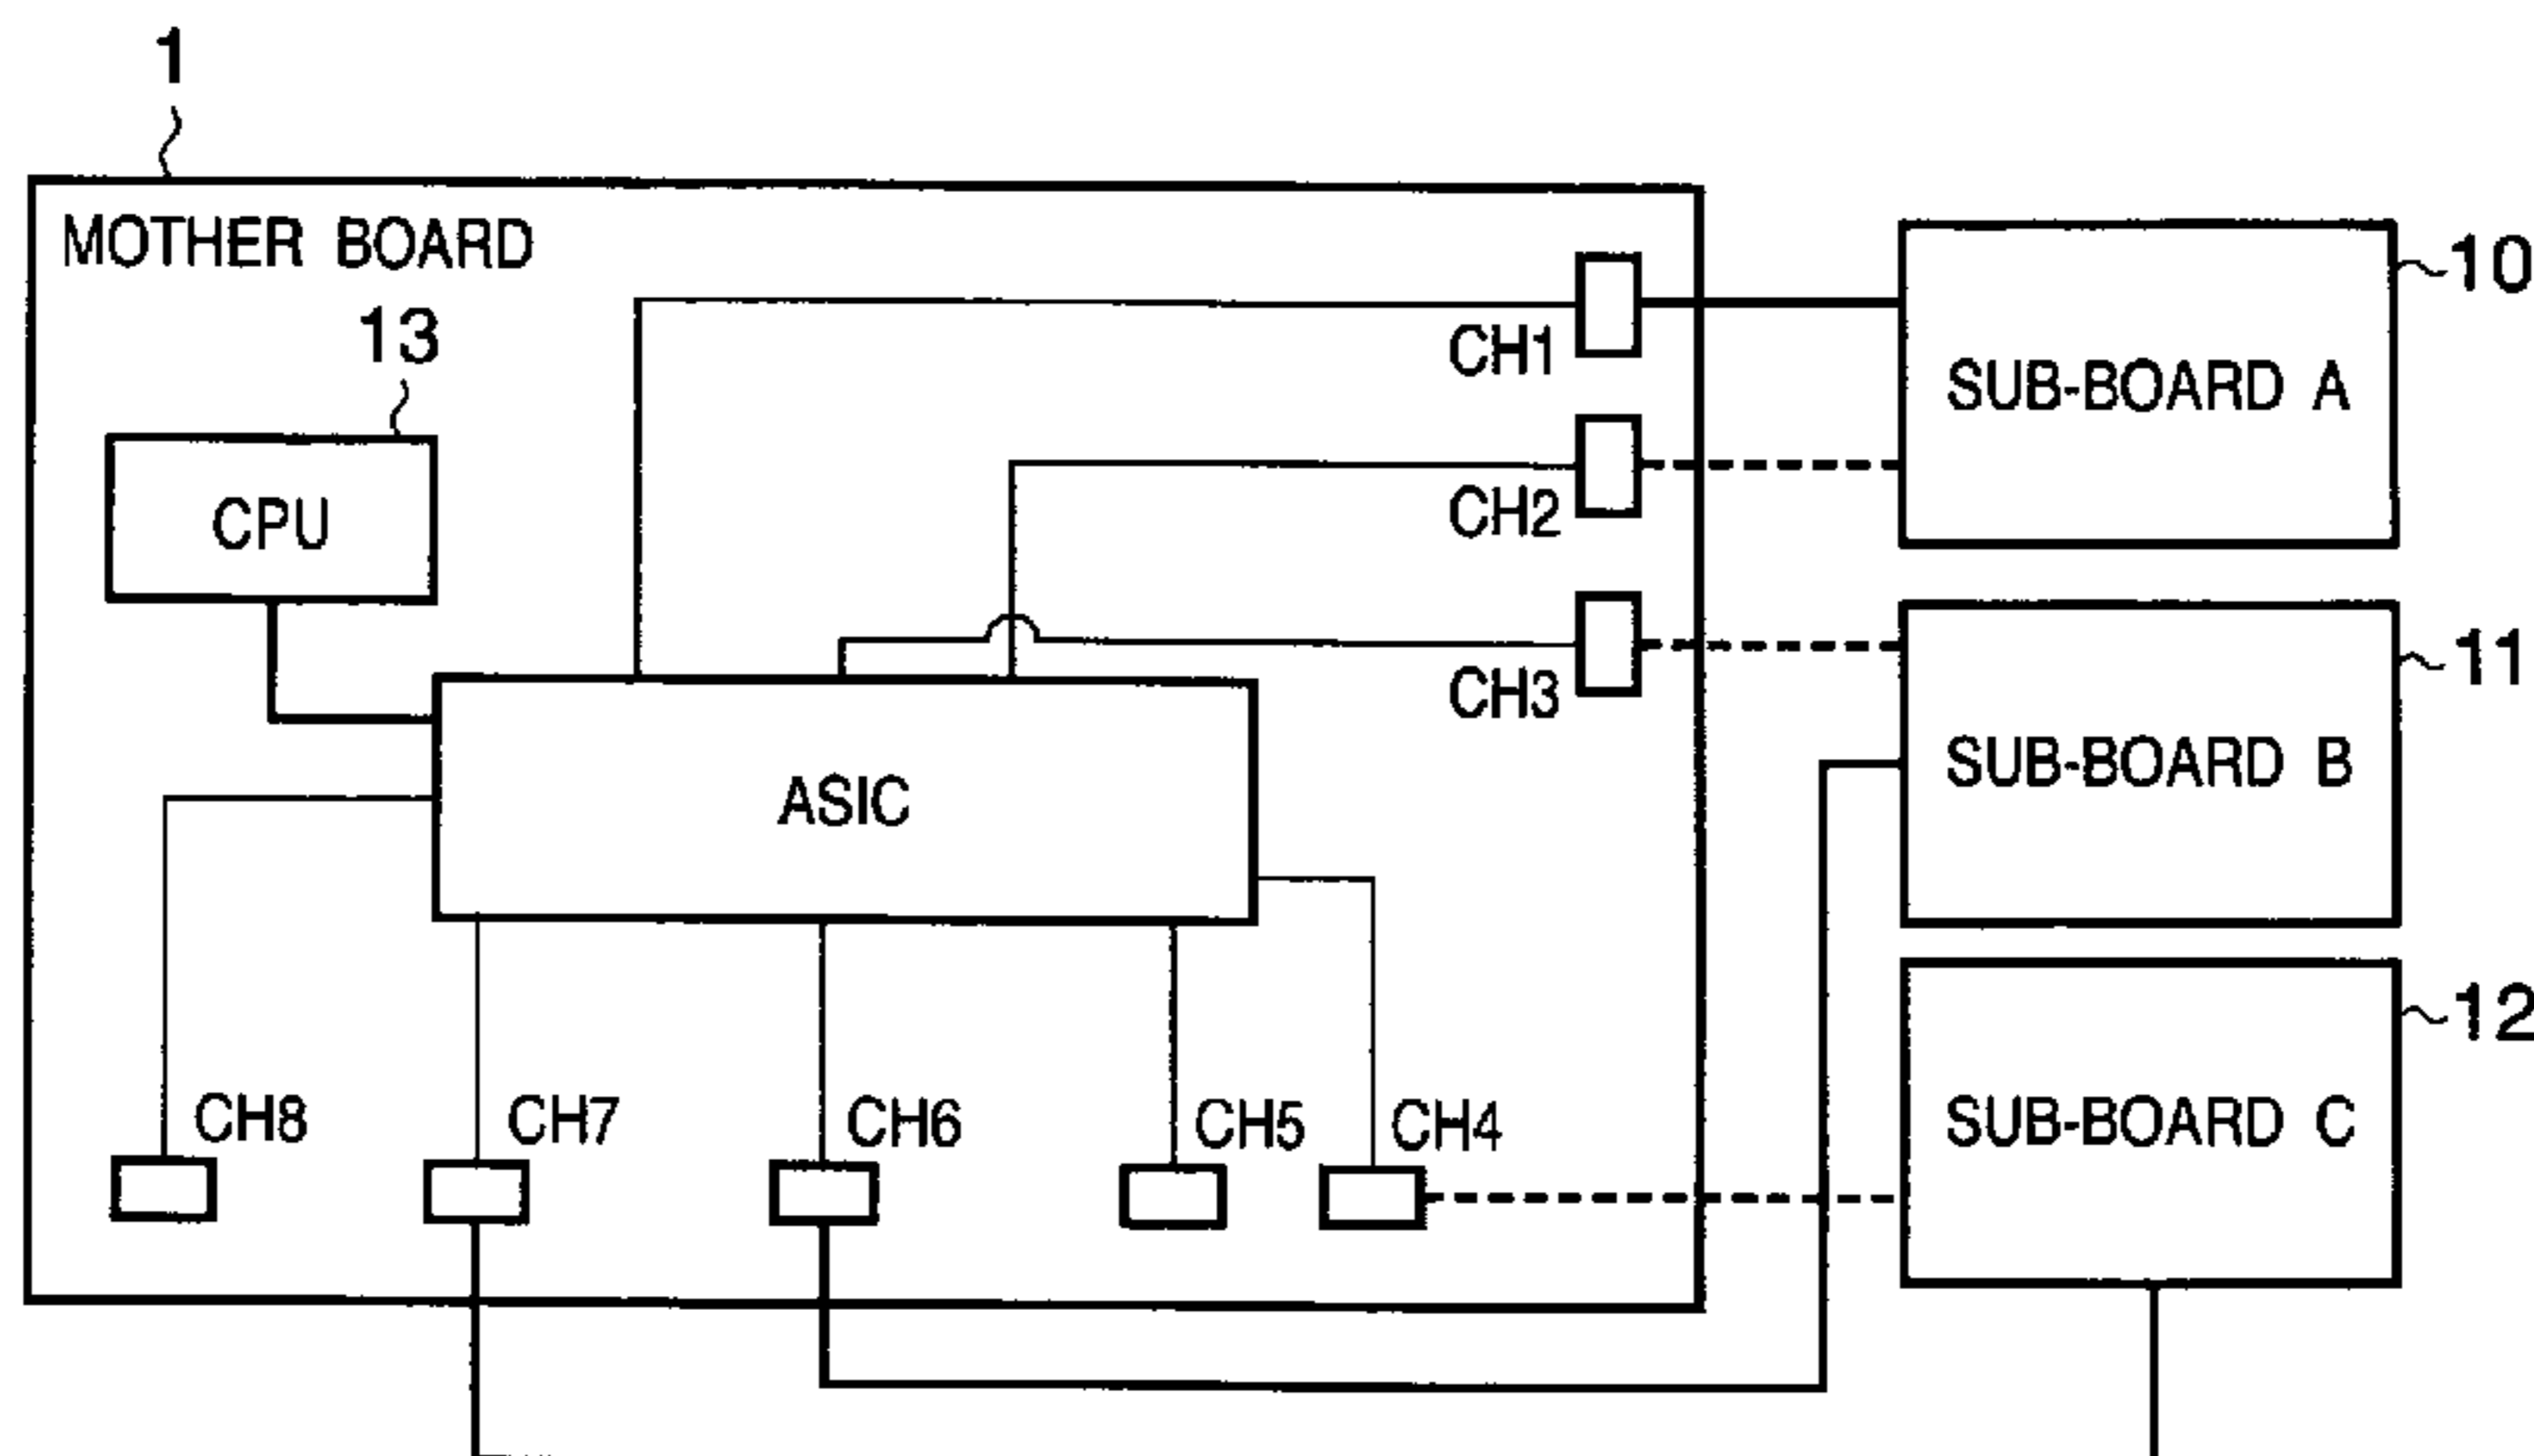 1
MOTHER BOARD
10
13
CH1
SUB-BOARD A
CPU
CH2
11
CH3
SUB-BOARD B
ASIC
12
CH8
CH7
CH6
CH5
CH4
SUB-BOARD C